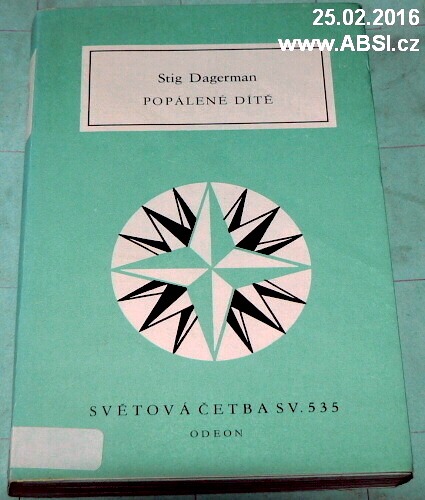 25.02.2016
www.ABSI.cz
Stig Dagerman
POPÁLENÉ DÍTĚ
SVĚTOVÁ ČETBA SV. 535
ODEON